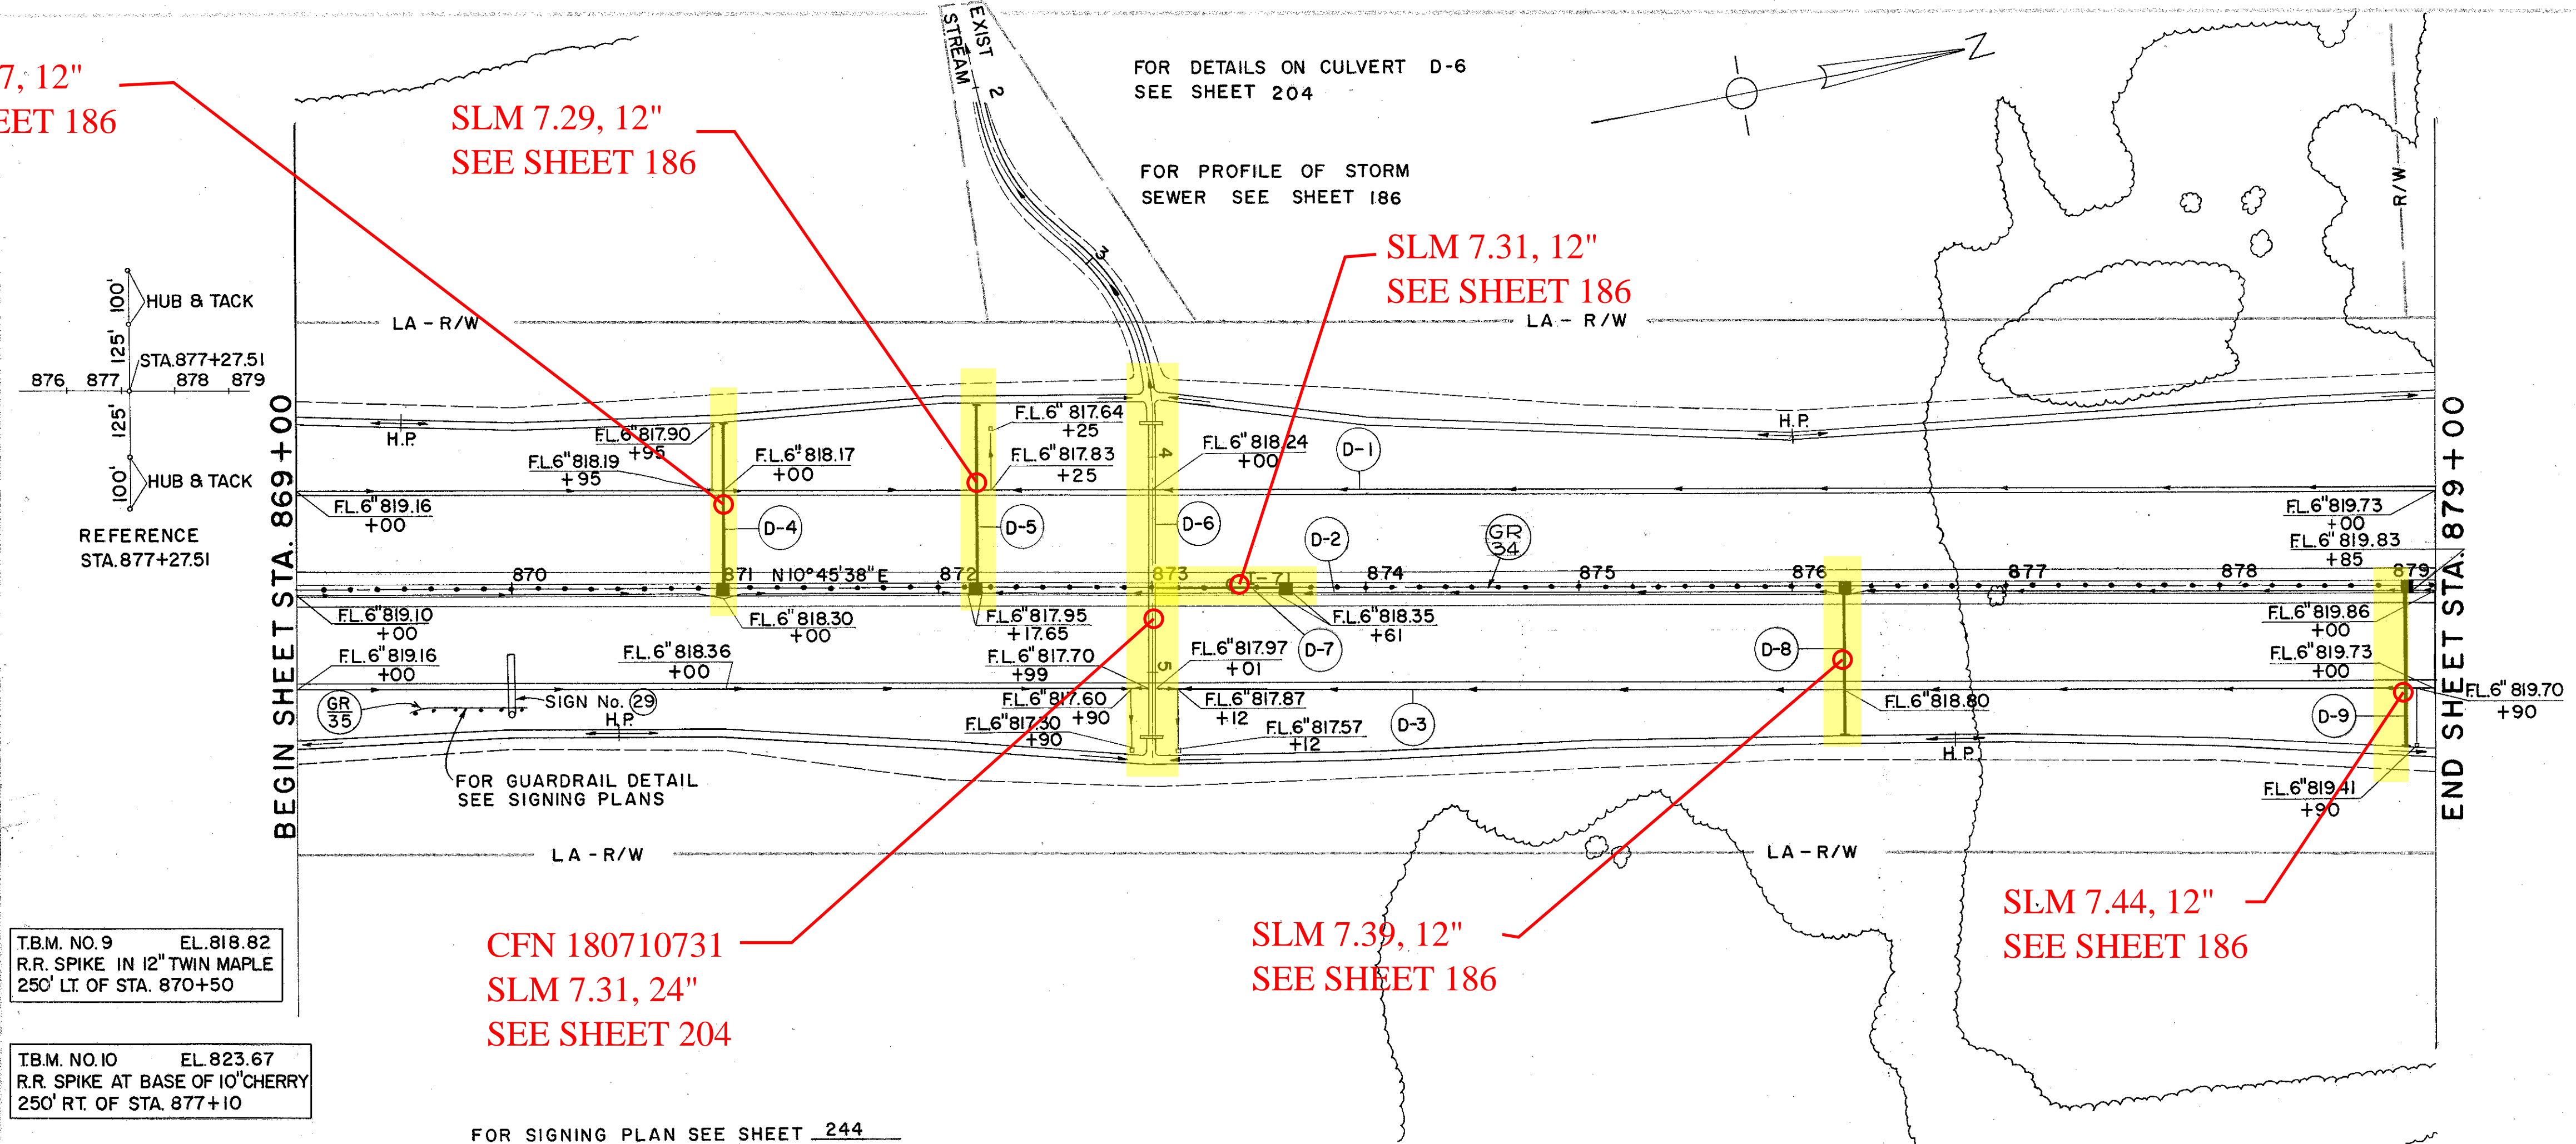 EXIST
STREAM
2
FOR DETAILS ON CULVERT D-6
SEE SHEET 204
Z
7, 12"
EET 186
SLM 7.29, 12"
SEE SHEET 186
FOR PROFILE OF STORM
SEWER SEE SHEET 186
R/W
SLM 7.31, 12"
SEE SHEET 186
3
100'
HUB & TACK
125'
STA.877+27.51
876 877 878 879
125'
100'
HUB & TACK
REFERENCE
STA.877+27.51
LA - R/W
LA - R/W
BEGIN SHEET STA. 869+00
END SHEET STA 879+00
H.P.
F.L.6" 817.90
+95
F.L.6" 817.64
+25
H.P.
F.L.6" 818.19
+95
F.L.6" 818.17
+00
F.L.6" 817.83
+25
4
F.L.6" 818.24
+00
D-1
F.L.6" 819.16
+00
D-4
D-5
D-6
D-2
GR
34
F.L.6" 819.73
+00
F.L.6" 819.83
+85
870 871 N10°45'38"E 872 873 874 875 876 877 878 879
F.L.6" 819.10
+00
F.L.6" 818.30
+00
F.L.6" 817.95
+17.65
D-7
F.L.6" 818.35
+61
F.L.6" 819.86
+00
F.L.6" 819.16
+00
F.L.6" 818.36
+00
F.L.6" 817.70
+99
5
F.L.6" 817.97
+01
D-8
F.L.6" 819.73
+00
GR
35
SIGN No. 29
H.P.
F.L.6" 817.60
+90
F.L.6" 817.87
+12
D-3
F.L.6" 818.80
D-9
F.L.6" 819.70
+90
F.L.6" 817.30
+90
F.L.6" 817.57
+12
H.P.
FOR GUARDRAIL DETAIL
SEE SIGNING PLANS
F.L.6" 819.41
+90
LA - R/W
LA - R/W
T.B.M. NO. 9 EL. 818.82
R.R. SPIKE IN 12" TWIN MAPLE
250' LT. OF STA. 870+50
CFN 180710731
SLM 7.31, 24"
SEE SHEET 204
SLM 7.39, 12"
SEE SHEET 186
SLM 7.44, 12"
SEE SHEET 186
T.B.M. NO. 10 EL. 823.67
R.R. SPIKE AT BASE OF 10" CHERRY
250' RT. OF STA. 877+10
FOR SIGNING PLAN SEE SHEET 244